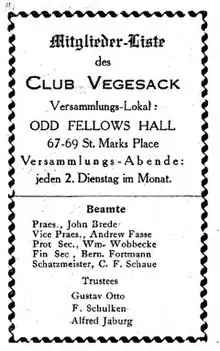 Mitglieder-Liste
des
CLUB VEGESACK
Versammlungs-Lokal:
ODD FELLOWS HALL
67-69 St. Marks Place
Versammlungs-Abende:
jeden 2. Dienstag im Monat.
Beamte
Praes., John Brede
Vice Praes., Andrew Fasse
Prot Sec., Wm. Wobbecke
Fin Sec , Bern. Fortmann
Schatzmeister, C. F. Schaue
Trustees
Gustav Otto
F. Schulken
Alfred Jaburg